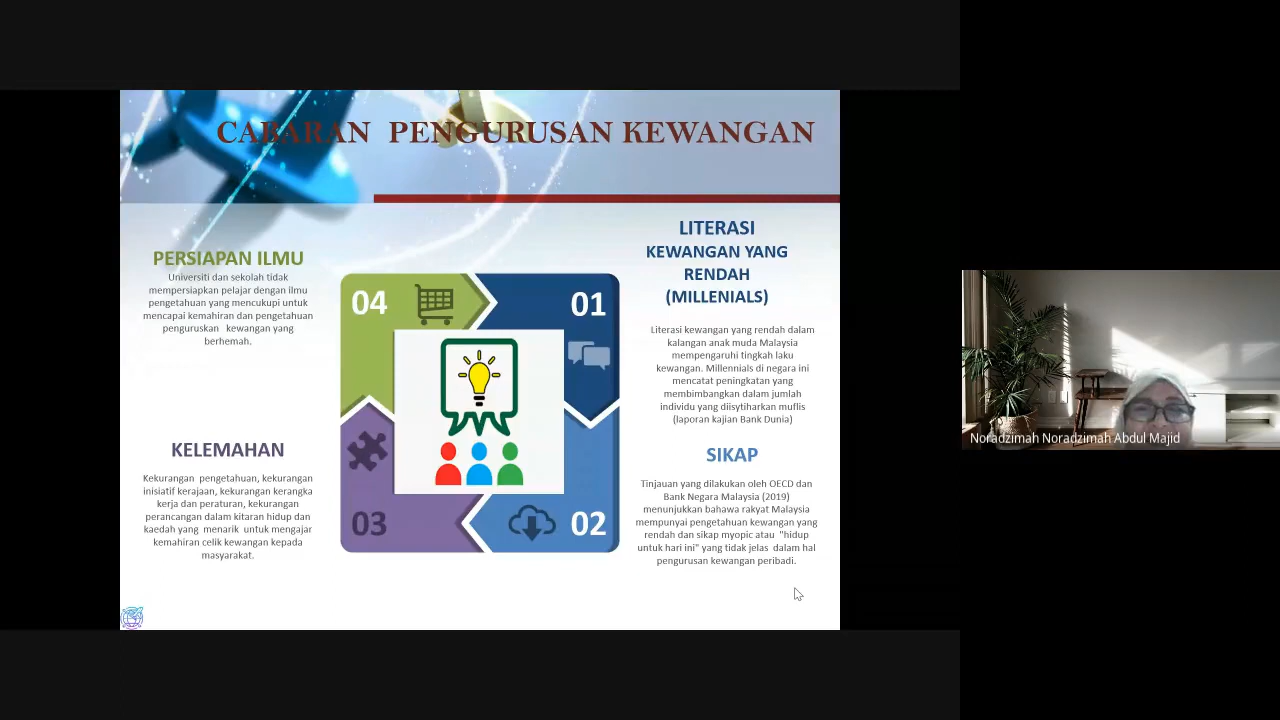 CABARAN PENGURUSAN KEWANGAN
PERSIAPAN ILMU
Universiti dan sekolah tidak
mempersiapkan pelajar dengan ilmu
pengetahuan yang mencukupi untuk
mencapai kemahiran dan pengetahuan
penguruskan kewangan yang
berhemah.
LITERASI
KEWANGAN YANG
RENDAH
(MILLENIALS)
Literasi kewangan yang rendah dalam
kalangan anak muda Malaysia
mempengaruhi tingkah laku
kewangan. Millennials di negara ini
mencatat peningkatan yang
membimbangkan dalam jumlah
individu yang diisytiharkan muflis
(laporan kajian Bank Dunia)
04
01
03
02
KELEMAHAN
Kekurangan pengetahuan, kekurangan
inisiatif kerajaan, kekurangan kerangka
kerja dan peraturan, kekurangan
perancangan dalam kitaran hidup dan
kaedah yang menarik untuk mengajar
kemahiran celik kewangan kepada
masyarakat.
SIKAP
Tinjauan yang dilakukan oleh OECD dan
Bank Negara Malaysia (2019)
menunjukkan bahawa rakyat Malaysia
mempunyai pengetahuan kewangan yang
rendah dan sikap myopic atau "hidup
untuk hari ini" yang tidak jelas dalam hal
pengurusan kewangan peribadi.
Noradzimah Noradzimah Abdul Majid